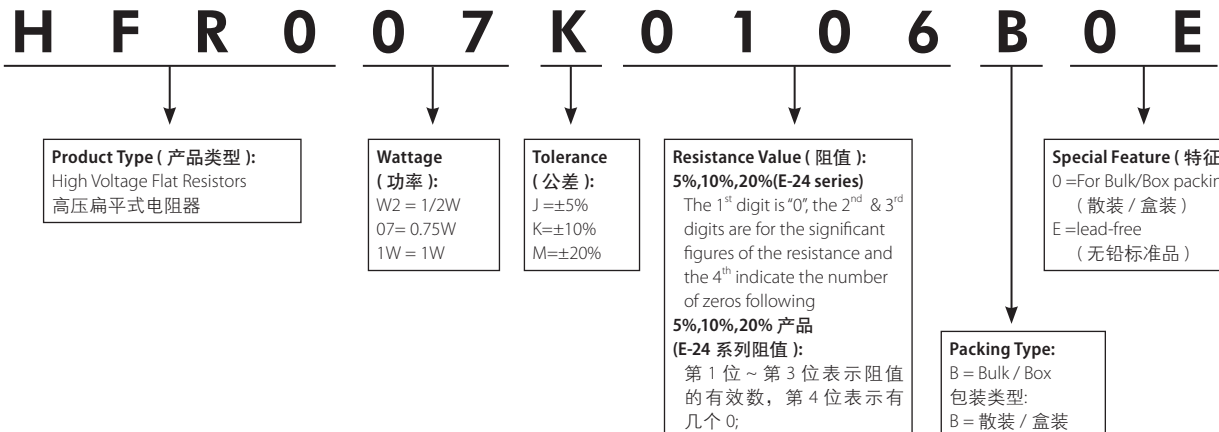 H F R 0 0 7 K 0 1 0 6 B 0 E
Product Type ( 产品类型 ):
High Voltage Flat Resistors
高压扁平式电阻器
Wattage
( 功率 ):
W2 = 1/2W
07= 0.75W
1W = 1W
Tolerance
( 公差 ):
J =±5%
K=±10%
M=±20%
Resistance Value ( 阻值 ):
5%,10%,20%(E-24 series)
The 1st digit is "0", the 2nd & 3rd
digits are for the significant
figures of the resistance and
the 4th indicate the number
of zeros following
5%,10%,20% 产品
(E-24 系列阻值 ):
第 1 位 ~ 第 3 位表示阻值
的有效数，第 4 位表示有
几个 0;
Packing Type:
B = Bulk / Box
包装类型:
B = 散装 / 盒装
Special Feature ( 特征
0 =For Bulk/Box packin
( 散装 / 盒装 )
E =lead-free
( 无铅标准品 )